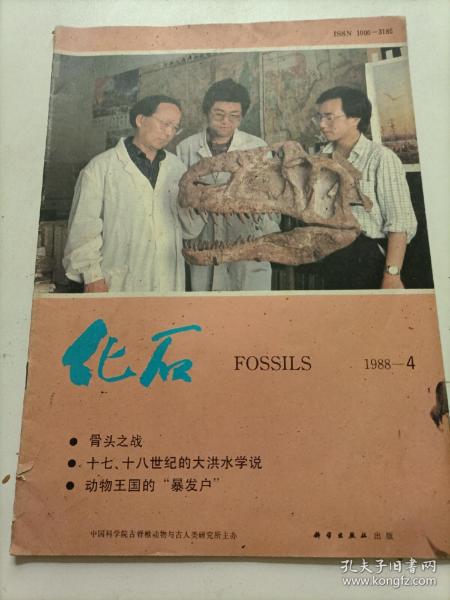 ISSN 1000-3185
化石
FOSSILS
1988—4
● 骨头之战
● 十七、十八世纪的大洪水学说
● 动物王国的“暴发户”
中国科学院古脊椎动物与古人类研究所主办
科学出版社 出版
孔夫子旧书网
www.kongfz.com